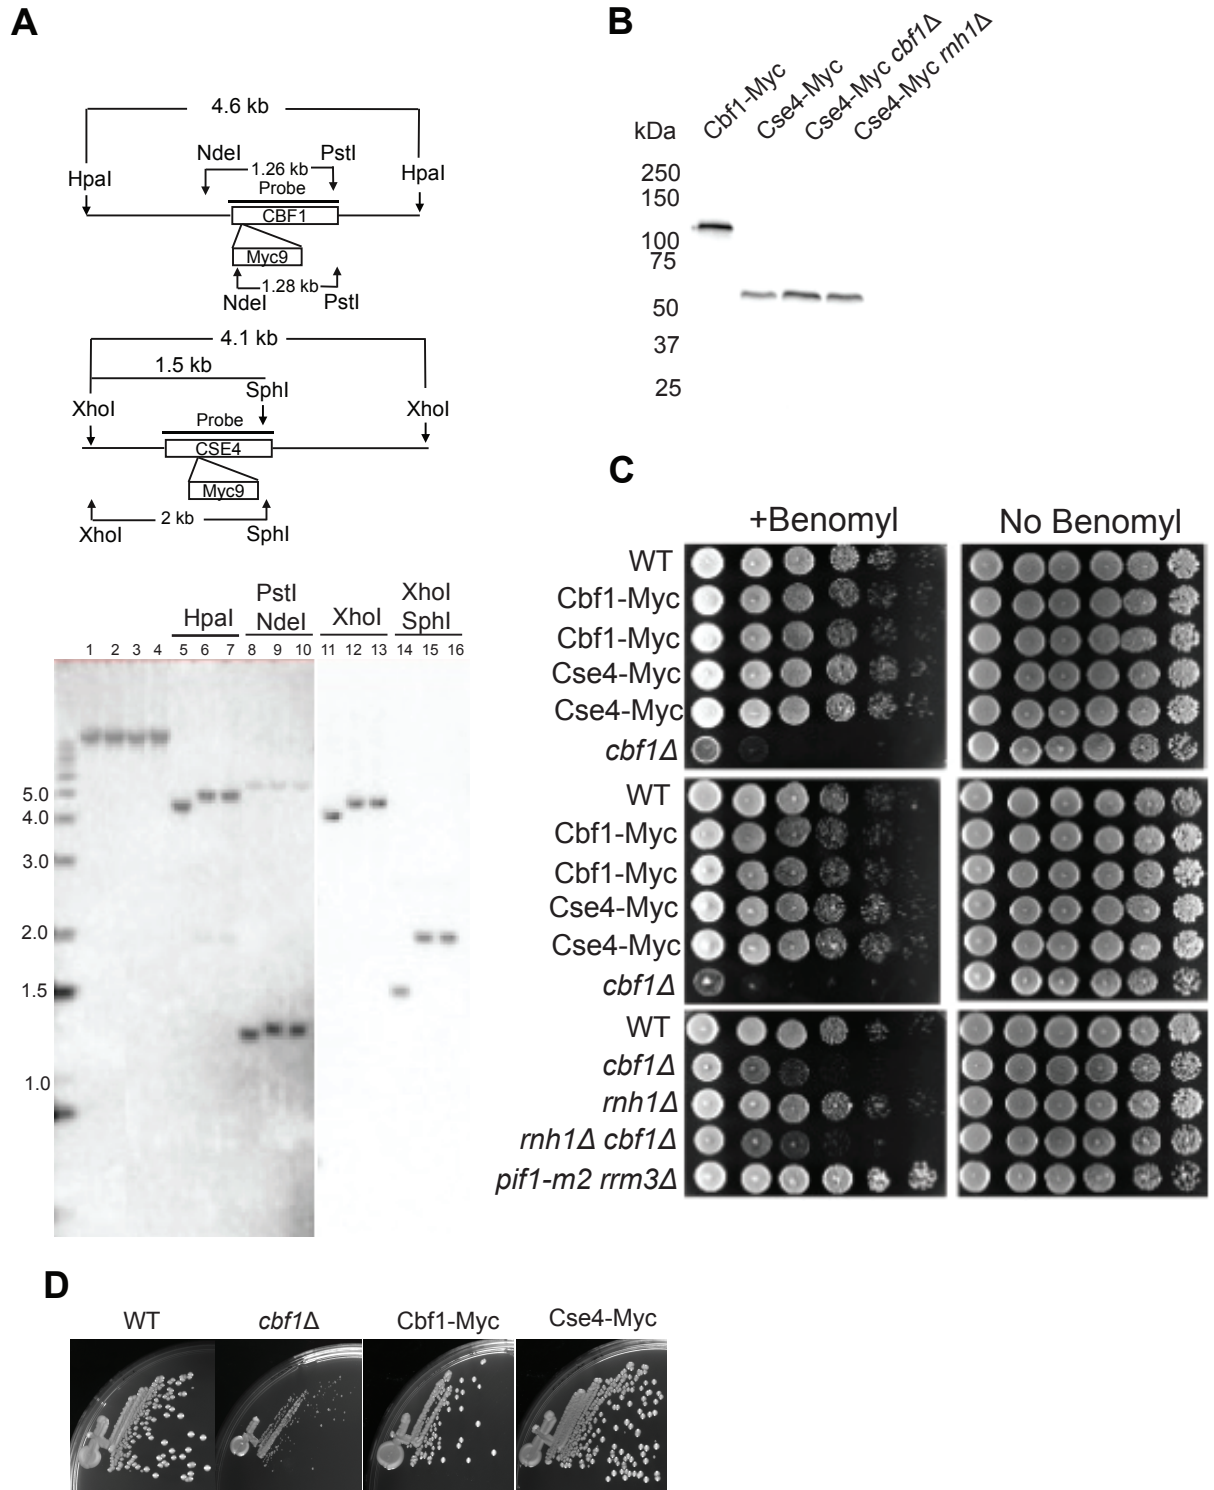 A
4.6 kb
NdeI
PstI
1.26 kb
HpaI
HpaI
Probe
CBF1
Myc9
1.28 kb
NdeI
PstI
4.1 kb
1.5 kb
SphI
XhoI
XhoI
Probe
CSE4
Myc9
2 kb
XhoI
SphI
HpaI
PstI
NdeI
XhoI
XhoI
SphI
1 2 3 4 5 6 7 8 9 10 11 12 13 14 15 16
5.0
4.0
3.0
2.0
1.5
1.0
B
kDa
Cbf1-Myc
Cse4-Myc
Cse4-Myc cbf1Δ
Cse4-Myc rnh1Δ
250
150
100
75
50
37
25
C
+Benomyl
No Benomyl
WT
Cbf1-Myc
Cbf1-Myc
Cse4-Myc
Cse4-Myc
cbf1Δ
WT
Cbf1-Myc
Cbf1-Myc
Cse4-Myc
Cse4-Myc
cbf1Δ
WT
cbf1Δ
rnh1Δ
rnh1Δ cbf1Δ
pif1-m2 rrm3Δ
D
WT
cbf1Δ
Cbf1-Myc
Cse4-Myc